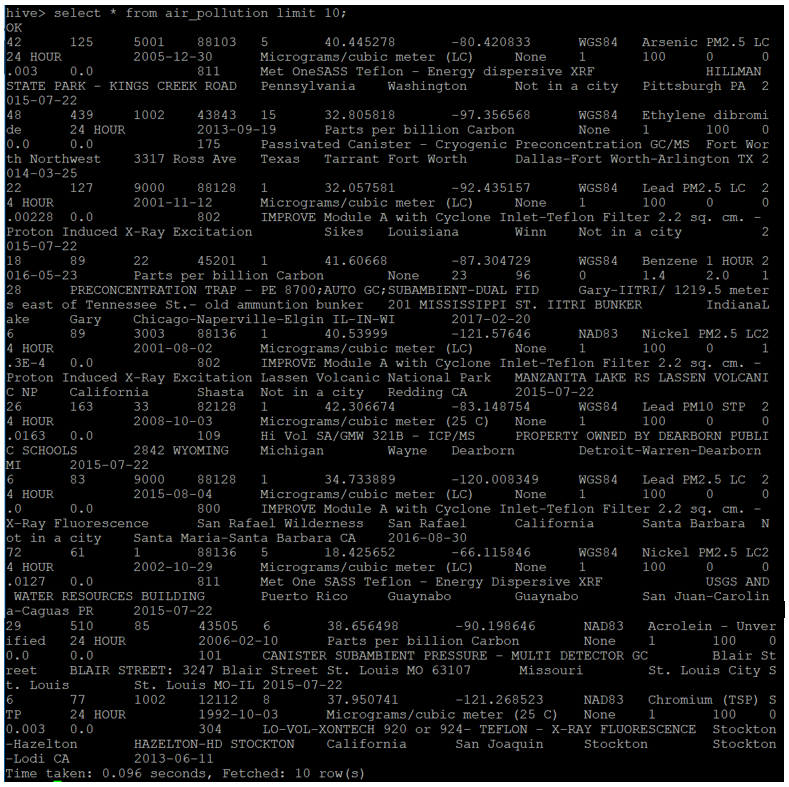 hive> select * from air_pollution limit 10;
OK
42 125 5001 88103 5 40.445278 -80.420833 WGS84 Arsenic PM2.5 LC
24 HOUR 2005-12-30 Micrograms/cubic meter (LC) None 1 100 0 0
.003 0.0 811 Met OneSASS Teflon - Energy dispersive XRF HILLMAN
STATE PARK - KINGS CREEK ROAD Pennsylvania Washington Not in a city Pittsburgh PA 2
015-07-22
48 439 1002 43843 15 32.805818 -97.356568 WGS84 Ethylene dibromi
de 24 HOUR 2013-09-19 Parts per billion Carbon None 1 100 0
0.0 0.0 175 Passivated Canister - Cryogenic Preconcentration GC/MS Fort Wor
th Northwest 3317 Ross Ave Texas Tarrant Fort Worth Dallas-Fort Worth-Arlington TX 2
014-03-25
22 127 9000 88128 1 32.057581 -92.435157 WGS84 Lead PM2.5 LC 2
4 HOUR 2001-11-12 Micrograms/cubic meter (LC) None 1 100 0 0
.00228 0.0 802 IMPROVE Module A with Cyclone Inlet-Teflon Filter 2.2 sq. cm. -
Proton Induced X-Ray Excitation Sikes Louisiana Winn Not in a city 2
015-07-22
18 89 22 45201 1 41.60668 -87.304729 WGS84 Benzene 1 HOUR 2
016-05-23 Parts per billion Carbon None 23 96 0 1.4 2.0 1
28 PRECONCENTRATION TRAP - PE 8700;AUTO GC;SUBAMBIENT-DUAL FID Gary-IITRI/ 1219.5 meter
s east of Tennessee St.- old ammuntion bunker 201 MISSISSIPPI ST. IITRI BUNKER IndianaL
ake Gary Chicago-Naperville-Elgin IL-IN-WI 2017-02-20
6 89 3003 88136 1 40.53999 -121.57646 NAD83 Nickel PM2.5 LC2
4 HOUR 2001-08-02 Micrograms/cubic meter (LC) None 1 100 0 1
.3E-4 0.0 802 IMPROVE Module A with Cyclone Inlet-Teflon Filter 2.2 sq. cm. -
Proton Induced X-Ray Excitation Lassen Volcanic National Park MANZANITA LAKE RS LASSEN VOLCANI
C NP California Shasta Not in a city Redding CA 2015-07-22
26 163 33 82128 1 42.306674 -83.148754 WGS84 Lead PM10 STP 2
4 HOUR 2008-10-03 Micrograms/cubic meter (25 C) None 1 100 0 0
.0163 0.0 109 Hi Vol SA/GMW 321B - ICP/MS PROPERTY OWNED BY DEARBORN PUBLI
C SCHOOLS 2842 WYOMING Michigan Wayne Dearborn Detroit-Warren-Dearborn
MI 2015-07-22
6 83 9000 88128 1 34.733889 -120.008349 WGS84 Lead PM2.5 LC 2
4 HOUR 2015-08-04 Micrograms/cubic meter (LC) None 1 100 0 0
.0 0.0 800 IMPROVE Module A with Cyclone Inlet-Teflon Filter 2.2 sq. cm. -
X-Ray Fluorescence San Rafael Wilderness San Rafael California Santa Barbara N
ot in a city Santa Maria-Santa Barbara CA 2016-08-30
72 61 1 88136 5 18.425652 -66.115846 WGS84 Nickel PM2.5 LC2
4 HOUR 2002-10-29 Micrograms/cubic meter (LC) None 1 100 0 0
.0127 0.0 811 Met One SASS Teflon - Energy Dispersive XRF USGS AND
WATER RESOURCES BUILDING Puerto Rico Guaynabo Guaynabo San Juan-Carolin
a-Caguas PR 2015-07-22
29 510 85 43505 6 38.656498 -90.198646 NAD83 Acrolein - Unver
ified 24 HOUR 2006-02-10 Parts per billion Carbon None 1 100 0
0.0 0.0 101 CANISTER SUBAMBIENT PRESSURE - MULTI DETECTOR GC Blair St
reet BLAIR STREET: 3247 Blair Street St. Louis MO 63107 Missouri St. Louis City S
t. Louis St. Louis MO-IL 2015-07-22
6 77 1002 12112 8 37.950741 -121.268523 NAD83 Chromium (TSP) S
TP 24 HOUR 1992-10-03 Micrograms/cubic meter (25 C) None 1 100 0
0.003 0.0 304 LO-VOL-XONTECH 920 or 924- TEFLON - X-RAY FLUORESCENCE Stockton
-Hazelton HAZELTON-HD STOCKTON California San Joaquin Stockton Stockton
-Lodi CA 2013-06-11
Time taken: 0.096 seconds, Fetched: 10 row(s)